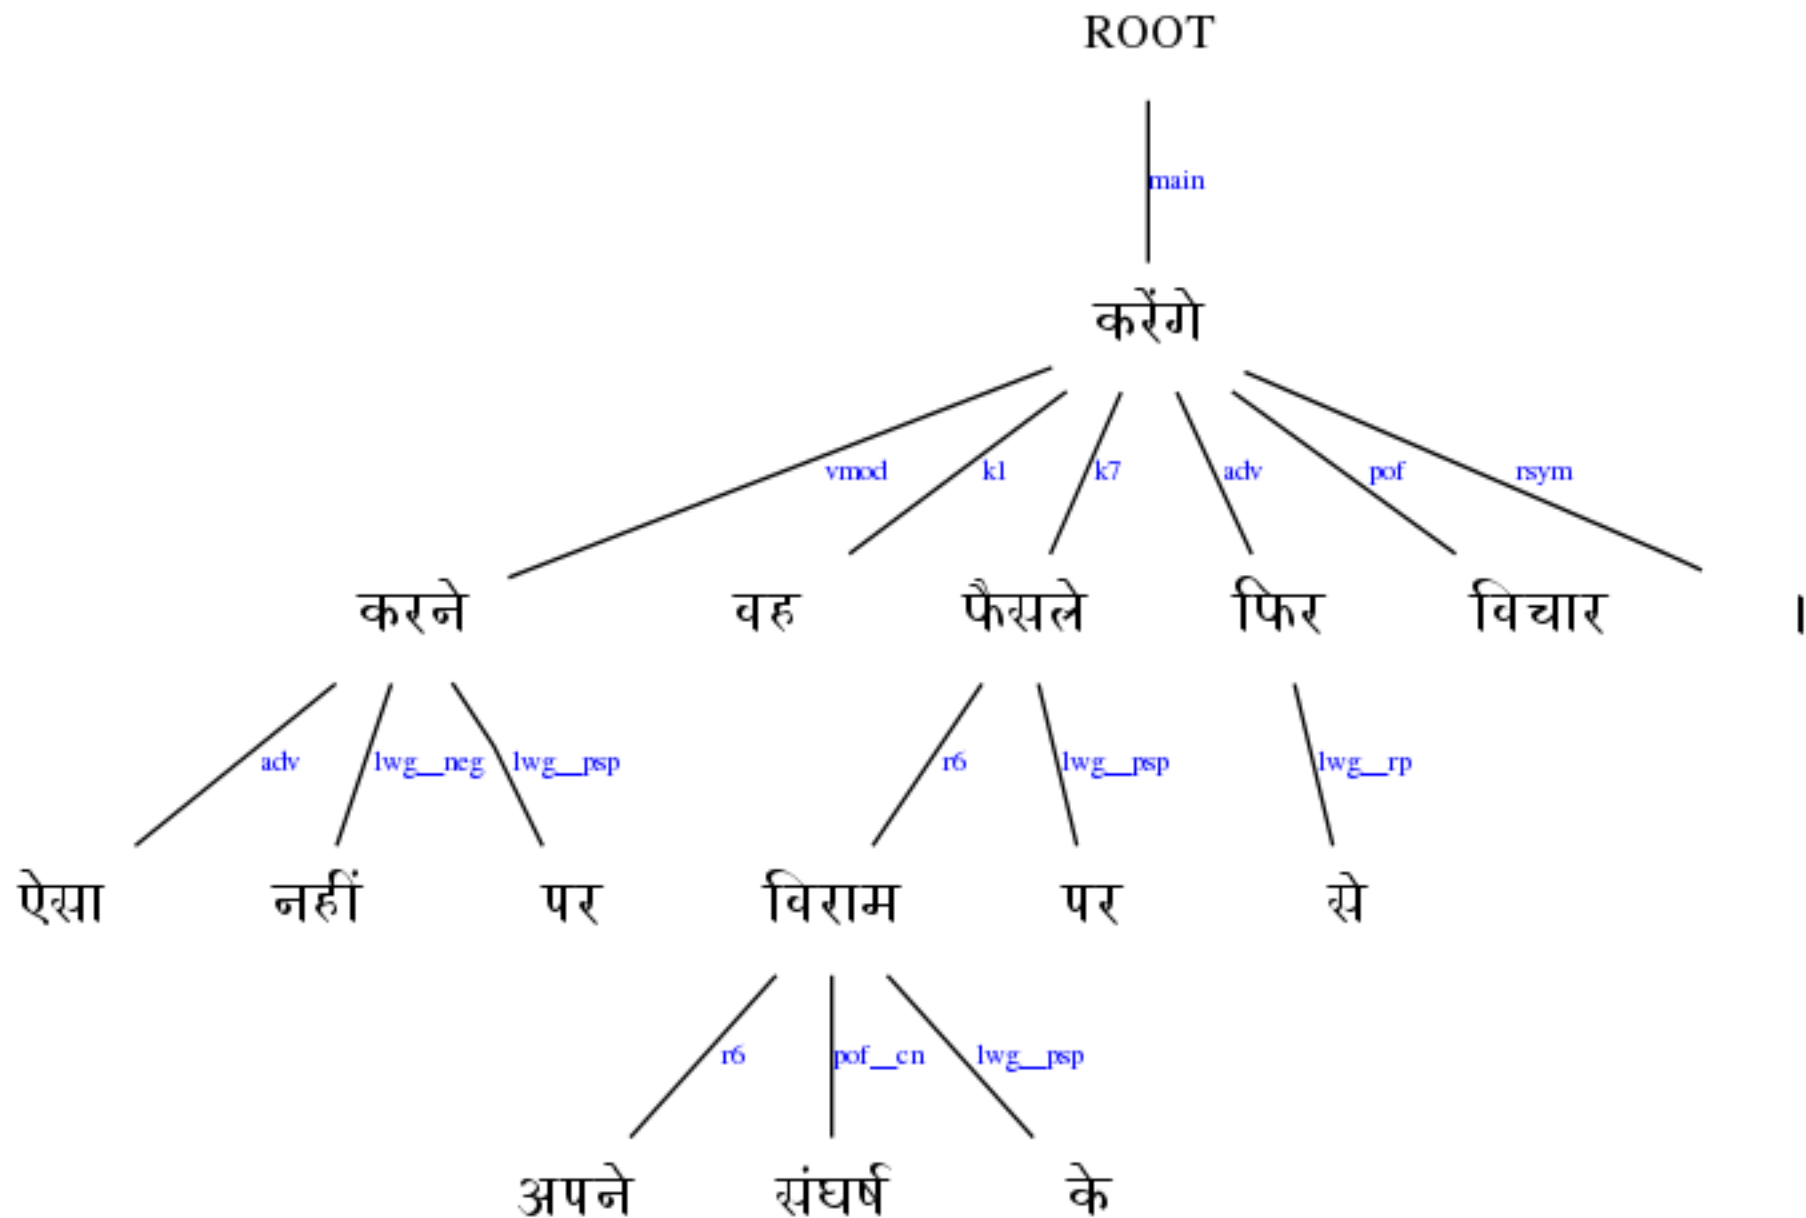 ROOT
main
करेंगे
vmod k1 k7 adv pof rsym
करने वह फैसले फिर विचार ।
adv lwg__neg lwg__psp r6 lwg__psp lwg__rp
ऐसा नहीं पर विराम पर से
r6 pof__cn lwg__psp
अपने संघर्ष के